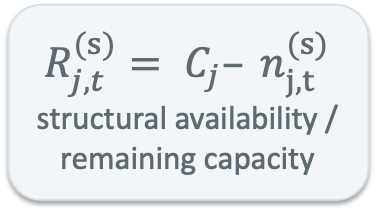 R_{j,t}^{(s)} = C_j – n_{j,t}^{(s)}
structural availability /
remaining capacity